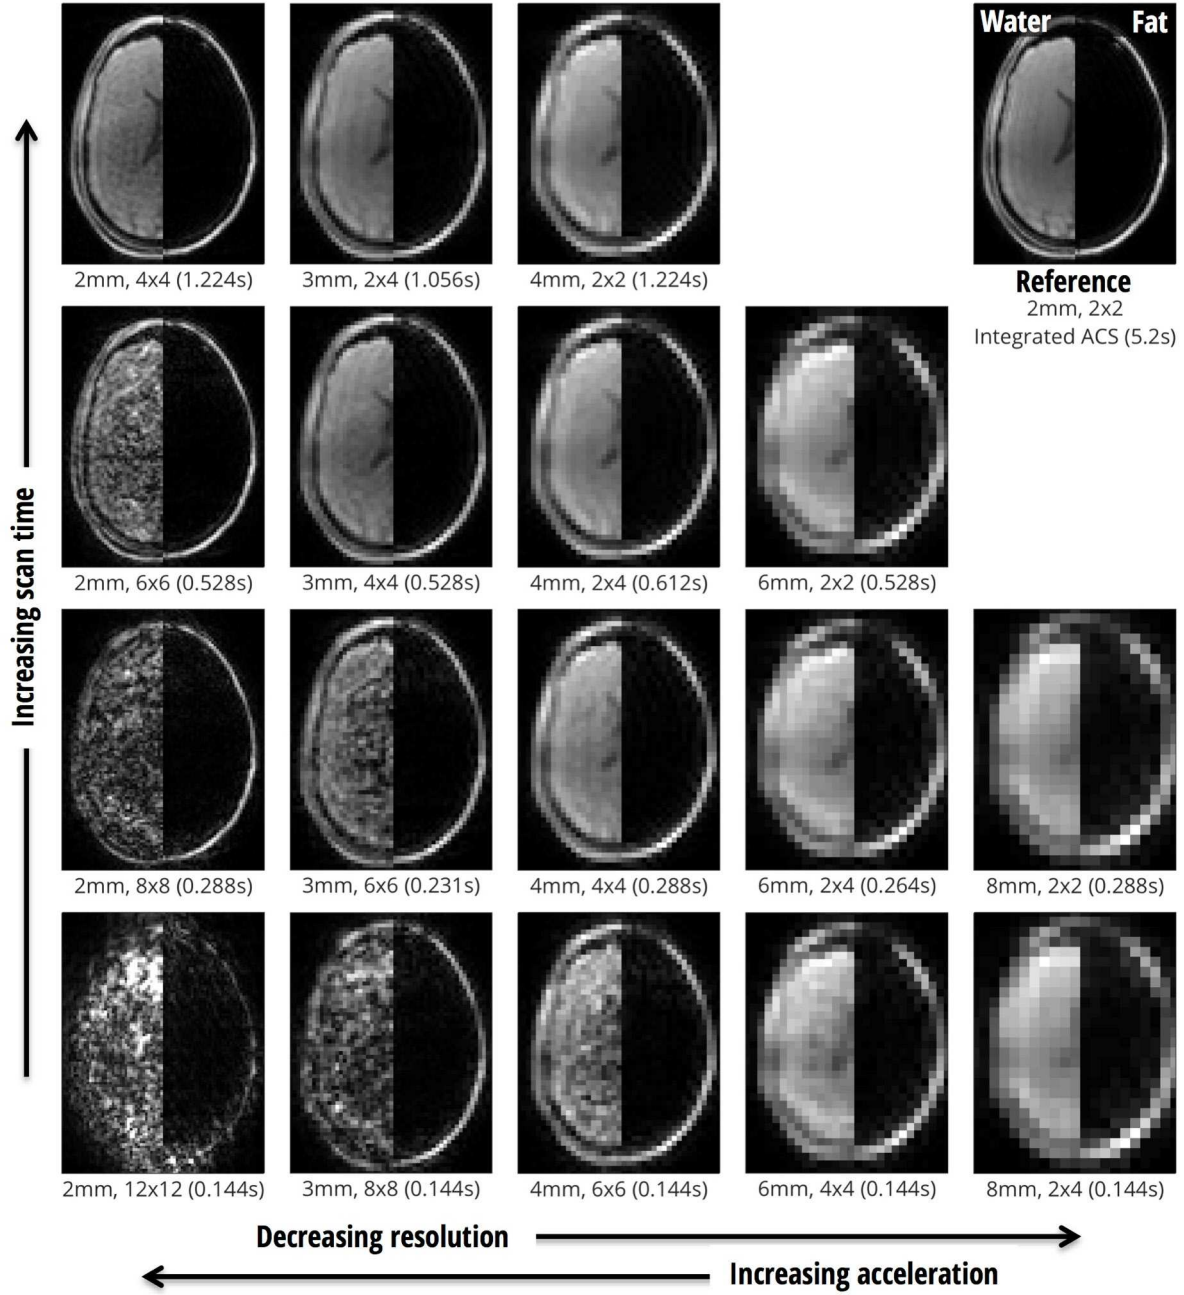 Water Fat
2mm, 4x4 (1.224s)
3mm, 2x4 (1.056s)
4mm, 2x2 (1.224s)
Reference
2mm, 2x2
Integrated ACS (5.2s)
Increasing scan time
2mm, 6x6 (0.528s)
3mm, 4x4 (0.528s)
4mm, 2x4 (0.612s)
6mm, 2x2 (0.528s)
2mm, 8x8 (0.288s)
3mm, 6x6 (0.231s)
4mm, 4x4 (0.288s)
6mm, 2x4 (0.264s)
8mm, 2x2 (0.288s)
2mm, 12x12 (0.144s)
3mm, 8x8 (0.144s)
4mm, 6x6 (0.144s)
6mm, 4x4 (0.144s)
8mm, 2x4 (0.144s)
Decreasing resolution
Increasing acceleration